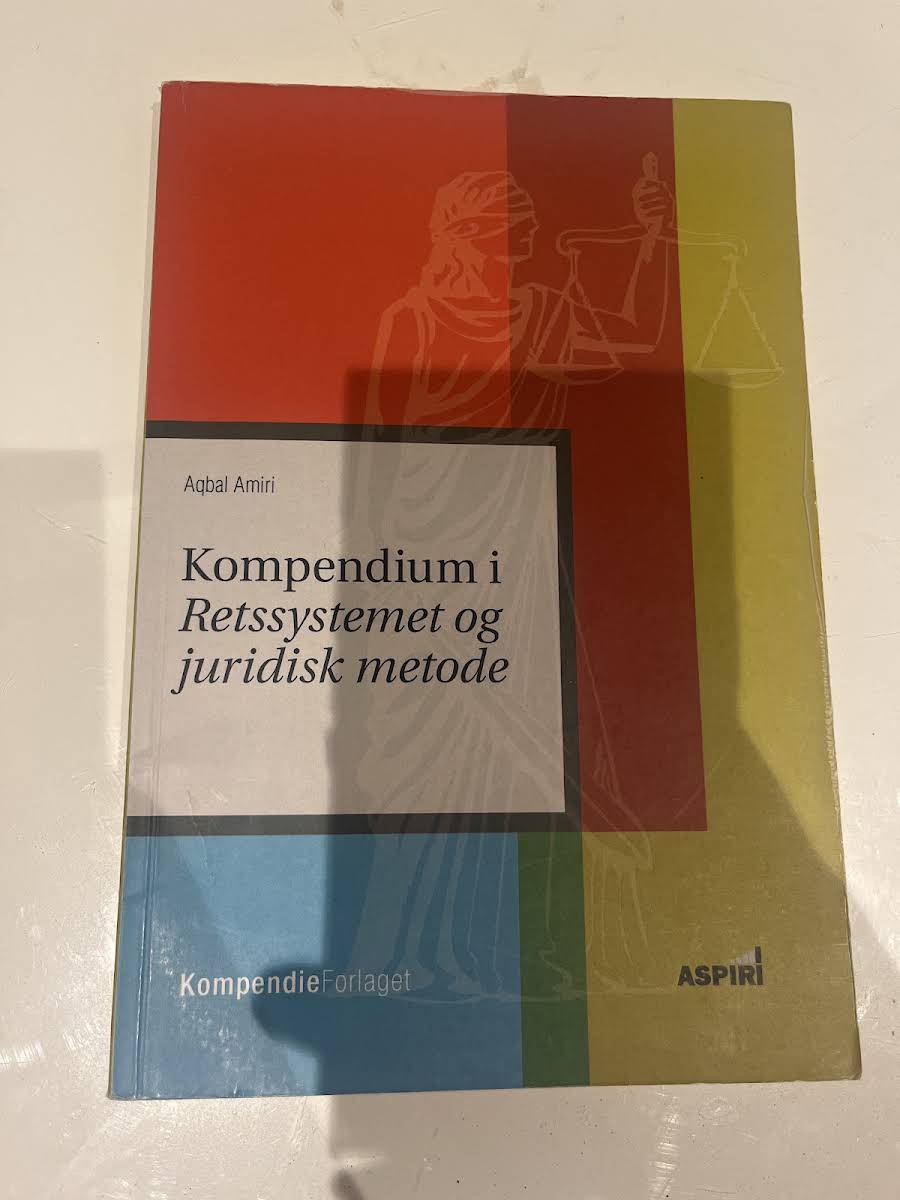 Aqbal Amiri
Kompendium i
Retssystemet og
juridisk metode
KompendieForlaget
ASPIRI